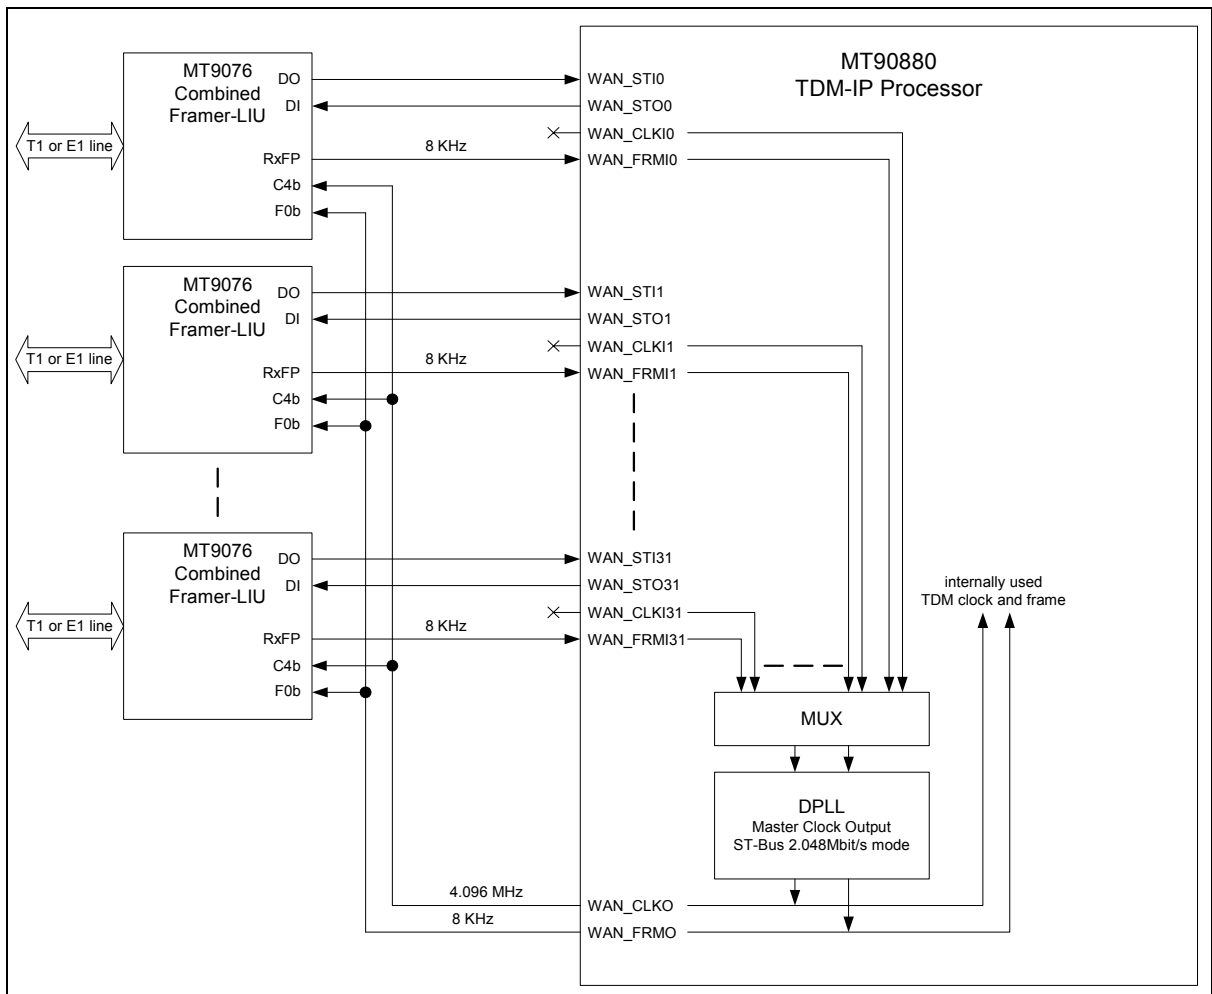 MT90880
TDM-IP Processor
MT9076
Combined
Framer-LIU
DO
DI
RxFP
C4b
F0b
T1 or E1 line
8 KHz
WAN_STI0
WAN_STO0
WAN_CLKI0
WAN_FRMI0
MT9076
Combined
Framer-LIU
DO
DI
RxFP
C4b
F0b
T1 or E1 line
8 KHz
WAN_STI1
WAN_STO1
WAN_CLKI1
WAN_FRMI1
MT9076
Combined
Framer-LIU
DO
DI
RxFP
C4b
F0b
T1 or E1 line
8 KHz
WAN_STI31
WAN_STO31
WAN_CLKI31
WAN_FRMI31
internally used
TDM clock and frame
MUX
DPLL
Master Clock Output
ST-Bus 2.048Mbit/s mode
4.096 MHz
WAN_CLKO
8 KHz
WAN_FRMO